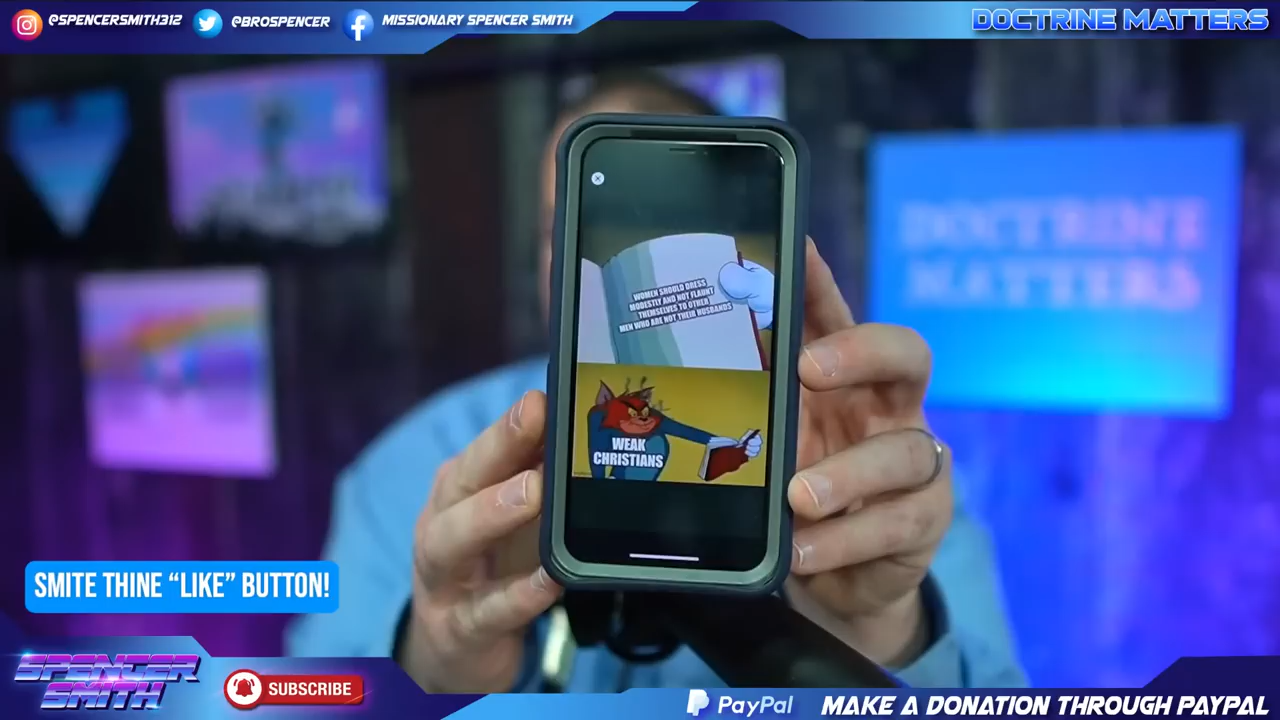 @SPENCERSMITH312
@BROSPENCER
MISSIONARY SPENCER SMITH
DOCTRINE MATTERS
DOCTRINE
MATTERS
WOMEN SHOULD DRESS
MODESTLY AND NOT FLAUNT
THEMSELVES TO OTHER
MEN WHO ARE NOT THEIR HUSBANDS
WEAK
CHRISTIANS
SMITE THINE “LIKE” BUTTON!
SPENCER
SMITH
SUBSCRIBE
PayPal
MAKE A DONATION THROUGH PAYPAL